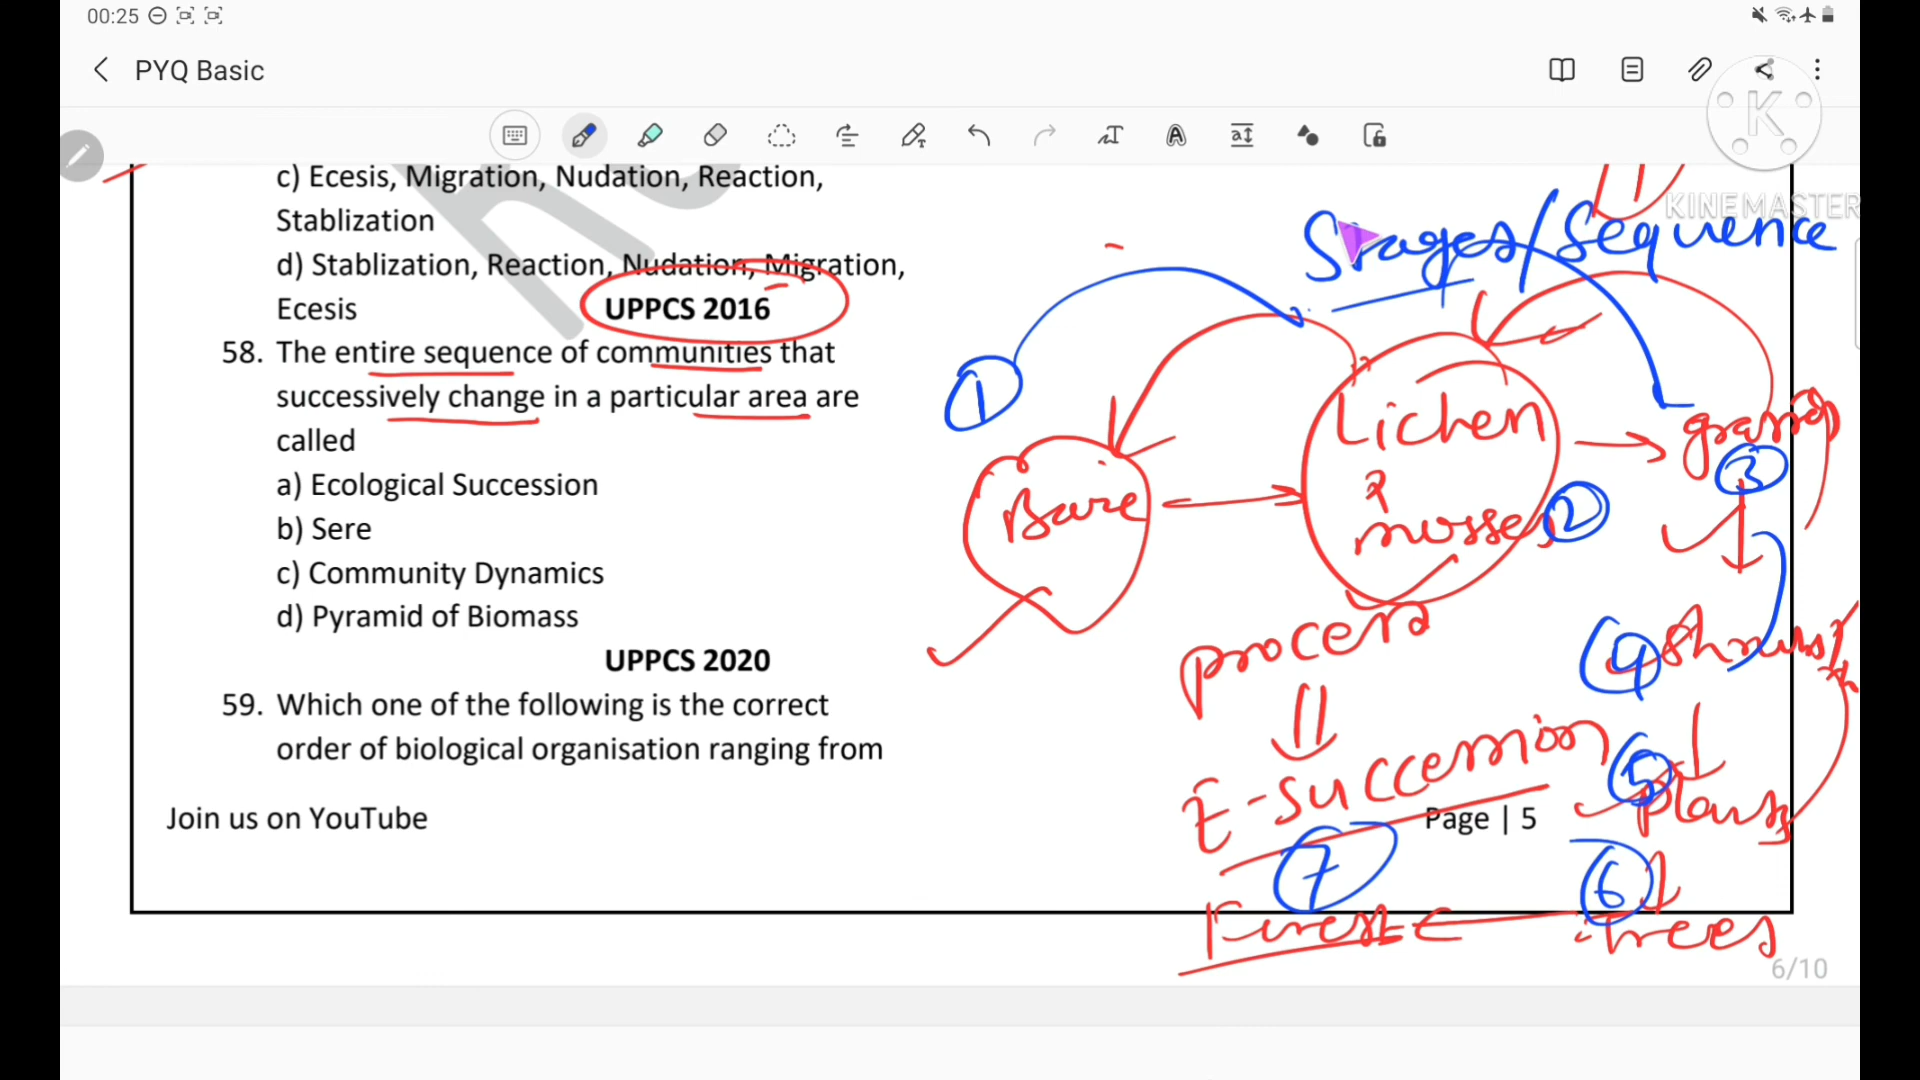 00:25
PYQ Basic
K
KINEMASTER
c) Ecesis, Migration, Nudation, Reaction,
Stablization
d) Stablization, Reaction, Nudation, Migration,
Ecesis UPPCS 2016
58. The entire sequence of communities that
successively change in a particular area are
called
a) Ecological Succession
b) Sere
c) Community Dynamics
d) Pyramid of Biomass
UPPCS 2020
59. Which one of the following is the correct
order of biological organisation ranging from
Join us on YouTube
Page | 5
Stages/Sequence
1
Bare
Lichen
&
mosses
2
grass
3
process
4
shrubs
E-succession
5
plants
7
6
Forest
trees
6/10